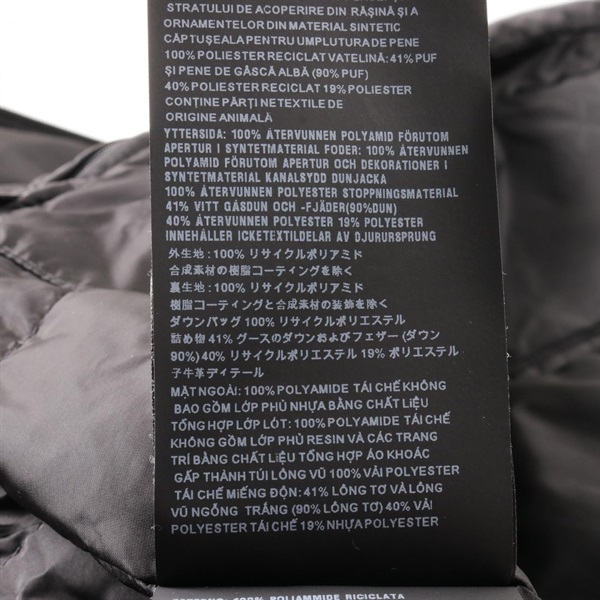 STRATULUI DE ACOPERIRE DIN RĂȘINĂ ȘI A
ORNAMENTELOR DIN MATERIAL SINTETIC
CĂPTUȘEALA PENTRU UMPLUTURA DE PENE
100% POLIESTER RECICLAT VATELINĂ: 41% PUF
ȘI PENE DE GÂSCĂ ALBĂ (90% PUF)
40% POLIESTER RECICLAT 19% POLIESTER
CONȚINE PĂRȚI NETEXTILE DE
ORIGINE ANIMALĂ
YTTERSIDA: 100% ÅTERVUNNEN POLYAMID FÖRUTOM
APERTUR I SYNTETMATERIAL FODER: 100% ÅTERVUNNEN
POLYAMID FÖRUTOM APERTUR OCH DEKORATIONER I
SYNTETMATERIAL KANALSYDD DUNJACKA
100% ÅTERVUNNEN POLYESTER STOPPNINGSMATERIAL
41% VITT GÅSDUN OCH -FJÄDER(90%DUN)
40% ÅTERVUNNEN POLYESTER 19% POLYESTER
INNEHÅLLER ICKETEXTILDELAR AV DJURURSPRUNG
外生地：100% リサイクルポリアミド
合成素材の樹脂コーティングを除く
裏生地：100% リサイクルポリアミド
樹脂コーティングと合成素材の装飾を除く
ダウンバッグ 100% リサイクルポリエステル
詰め物 41% グースのダウンおよびフェザー (ダウン
90%) 40% リサイクルポリエステル 19% ポリエステル
子牛革ディテール
MẶT NGOÀI: 100% POLYAMIDE TÁI CHẾ KHÔNG
BAO GỒM LỚP PHỦ NHỰA BẰNG CHẤT LIỆU
TỔNG HỢP LỚP LÓT: 100% POLYAMIDE TÁI CHẾ
KHÔNG GỒM LỚP PHỦ RESIN VÀ CÁC TRANG
TRÍ BẰNG CHẤT LIỆU TỔNG HỢP ÁO KHOÁC
GẤP THÀNH TÚI LÔNG VŨ 100% VẢI POLYESTER
TÁI CHẾ MIẾNG ĐỘN: 41% LÔNG TƠ VÀ LÔNG
VŨ NGỖNG TRẮNG (90% LÔNG TƠ) 40% VẢI
POLYESTER TÁI CHẾ 19% NHỰA POLYESTER
100% POLIAMMIDE RICICLATA